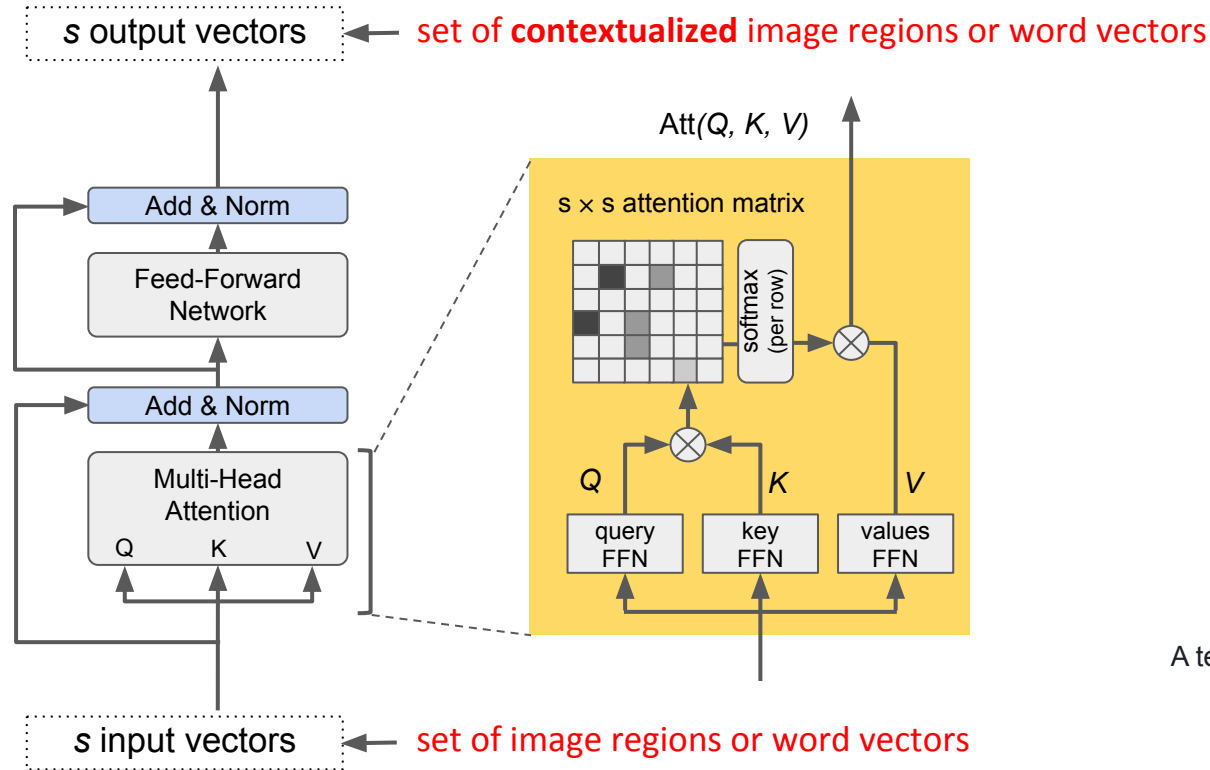 s output vectors
set of contextualized image regions or word vectors
Att(Q, K, V)
s × s attention matrix
softmax
(per row)
Add & Norm
Feed-Forward
Network
Add & Norm
Multi-Head
Attention
Q K V
Q K V
query
FFN
key
FFN
values
FFN
s input vectors
set of image regions or word vectors
A te